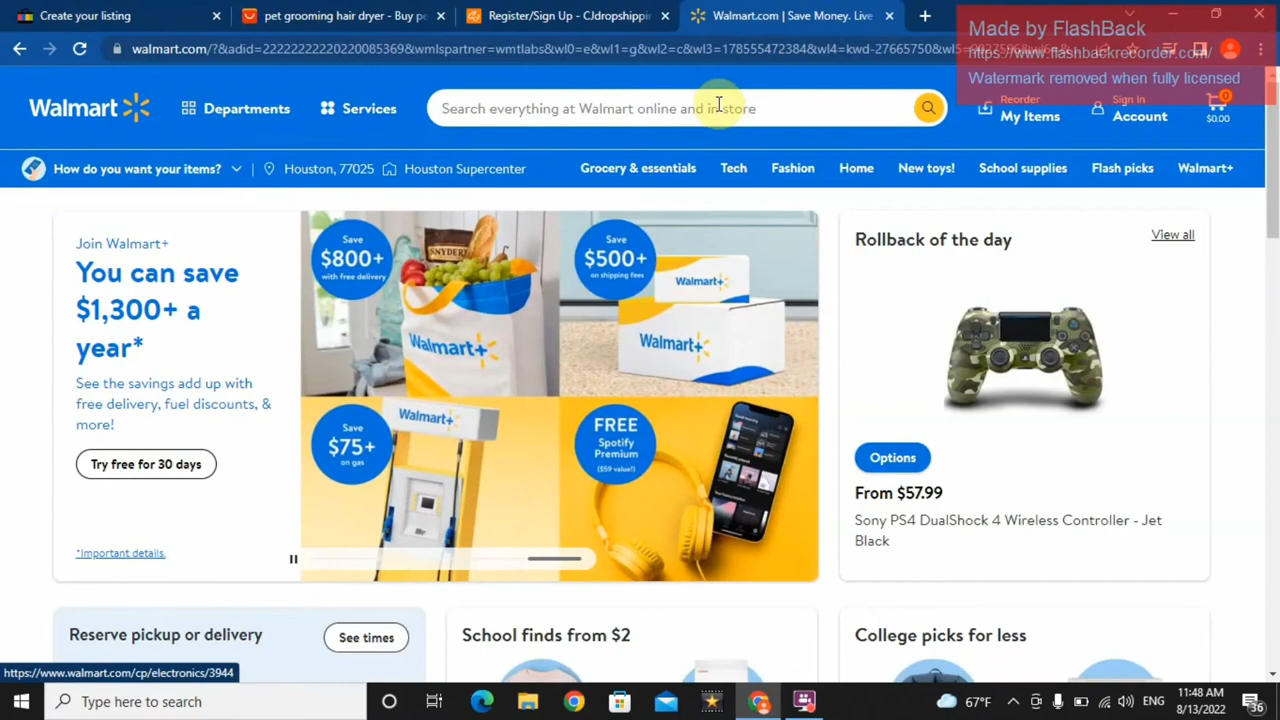 Create your listing
pet grooming hair dryer - Buy pe
Register/Sign Up - CJdropshippin
Walmart.com | Save Money. Live
Made by FlashBack
https://www.flashbackrecorder.com/
Watermark removed when fully licensed
walmart.com/?&adid=22222222220220085369&wmlspartner=wmtlabs&wl0=e&wl1=g&wl2=c&wl3=178555472384&wl4=kwd-27665750&wl5=
Walmart
Departments
Services
Search everything at Walmart online and in store
Reorder
My Items
Sign In
Account
0
$0.00
How do you want your items?
Houston, 77025
Houston Supercenter
Grocery & essentials
Tech
Fashion
Home
New toys!
School supplies
Flash picks
Walmart+
Join Walmart+
You can save
$1,300+ a
year*
See the savings add up with
free delivery, fuel discounts, &
more!
Try free for 30 days
*Important details.
Save
$800+
with free delivery
SNYDER
Walmart+
Save
$500+
on shipping fees
Walmart
Walmart+
Save
$75+
on gas
Walmart+
FREE
Spotify
Premium
($59 value!)
Rollback of the day
View all
Options
From $57.99
Sony PS4 DualShock 4 Wireless Controller - Jet
Black
Reserve pickup or delivery
See times
School finds from $2
College picks for less
https://www.walmart.com/cp/electronics/3944
Type here to search
67°F
ENG
11:48 AM
8/13/2022
36